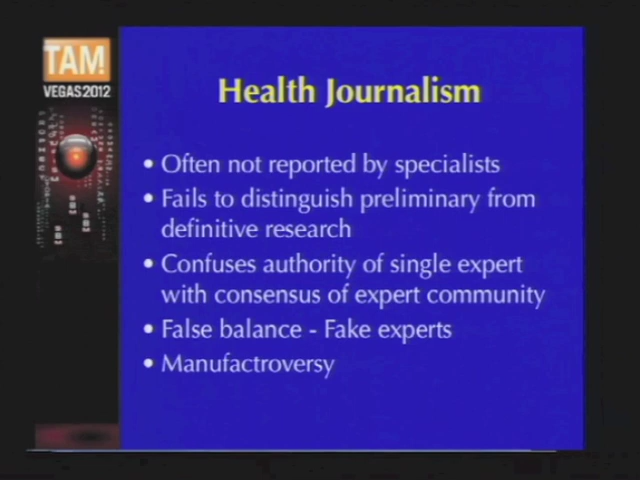 TAM!
VEGAS2012
Health Journalism
• Often not reported by specialists
• Fails to distinguish preliminary from
definitive research
• Confuses authority of single expert
with consensus of expert community
• False balance - Fake experts
• Manufactroversy